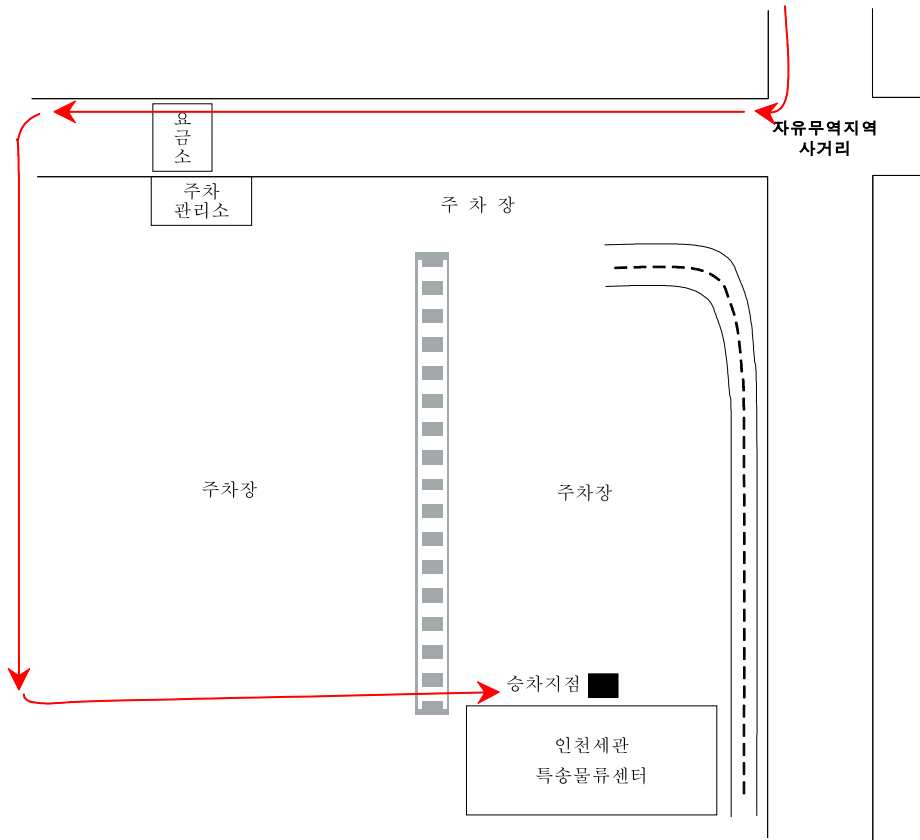 요금소
자유무역지역
사거리
주차
관리소
주 차 장
주차장
주차장
승차지점
인천세관
특송물류센터